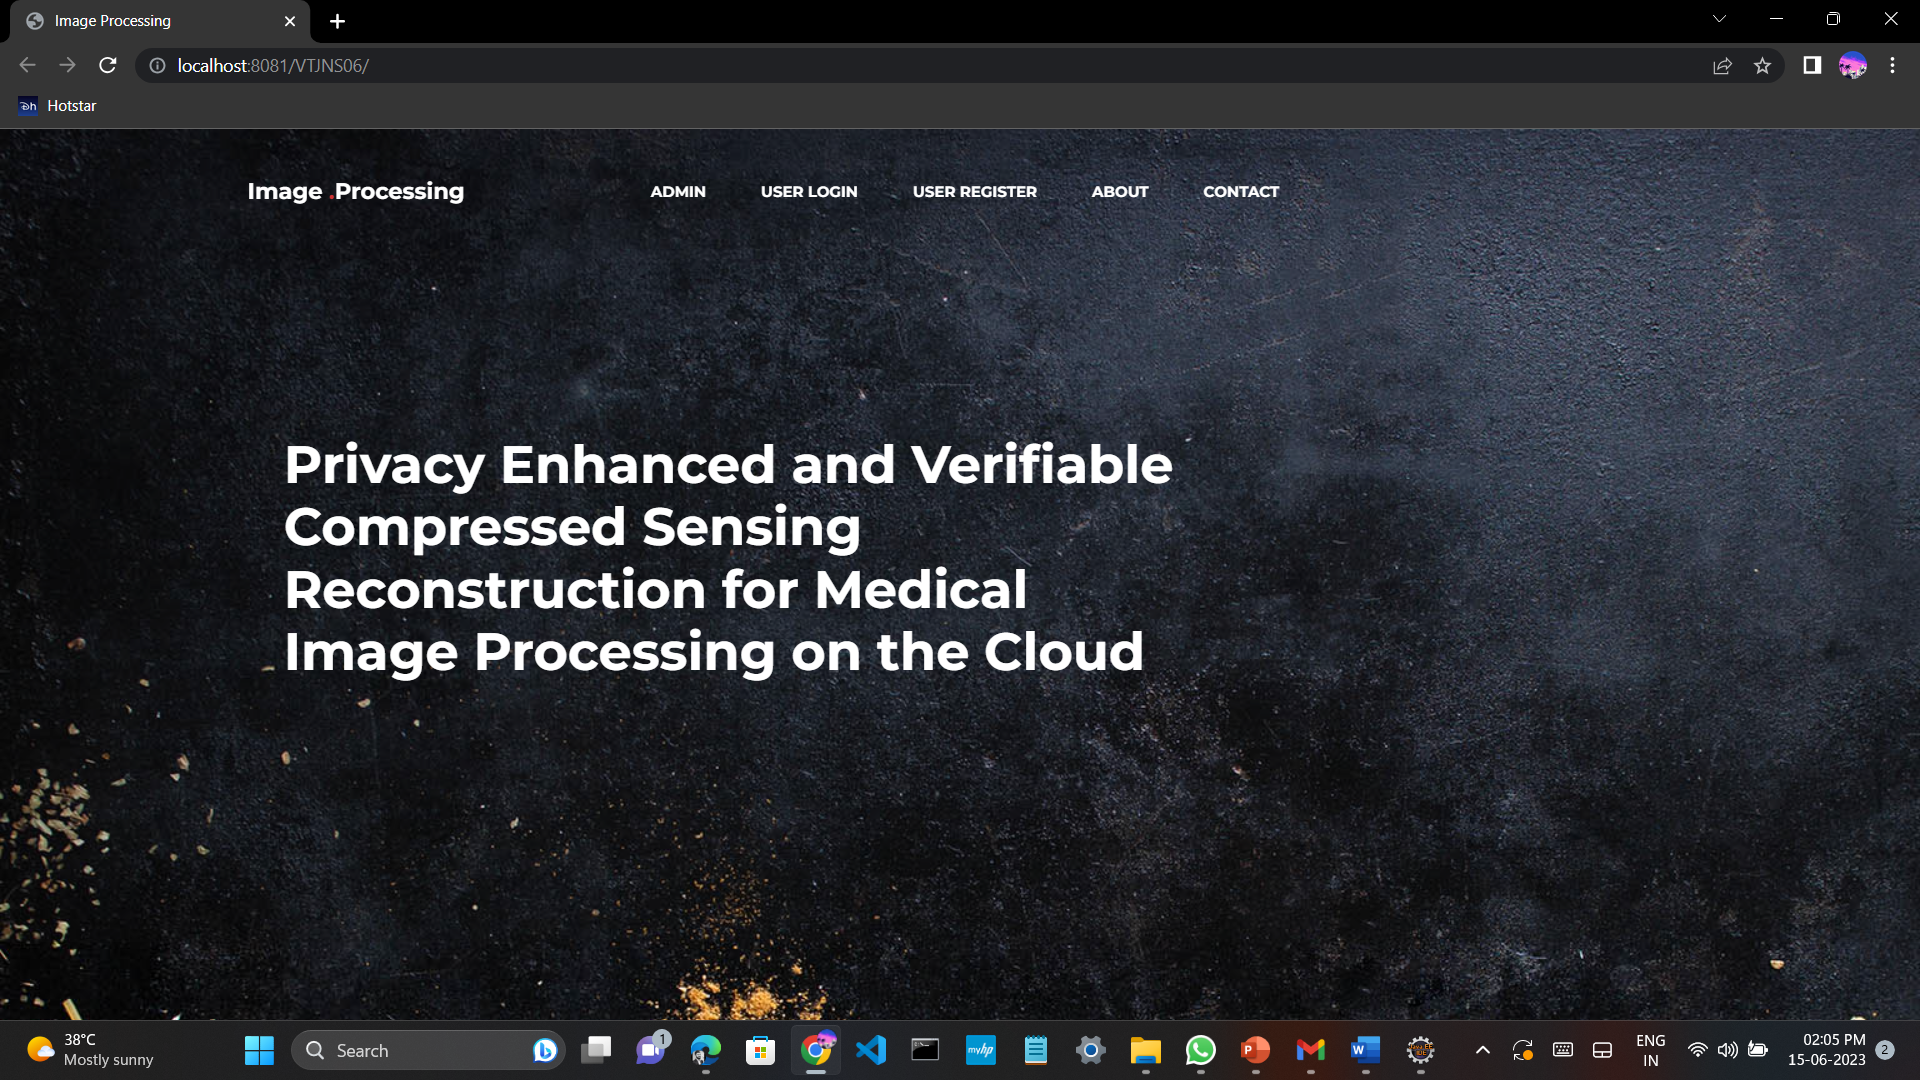 Image Processing
localhost:8081/VTJNS06/
Hotstar
Image .Processing
ADMIN
USER LOGIN
USER REGISTER
ABOUT
CONTACT
Privacy Enhanced and Verifiable
Compressed Sensing
Reconstruction for Medical
Image Processing on the Cloud
38°C
Mostly sunny
Search
1
ENG
IN
02:05 PM
15-06-2023
2